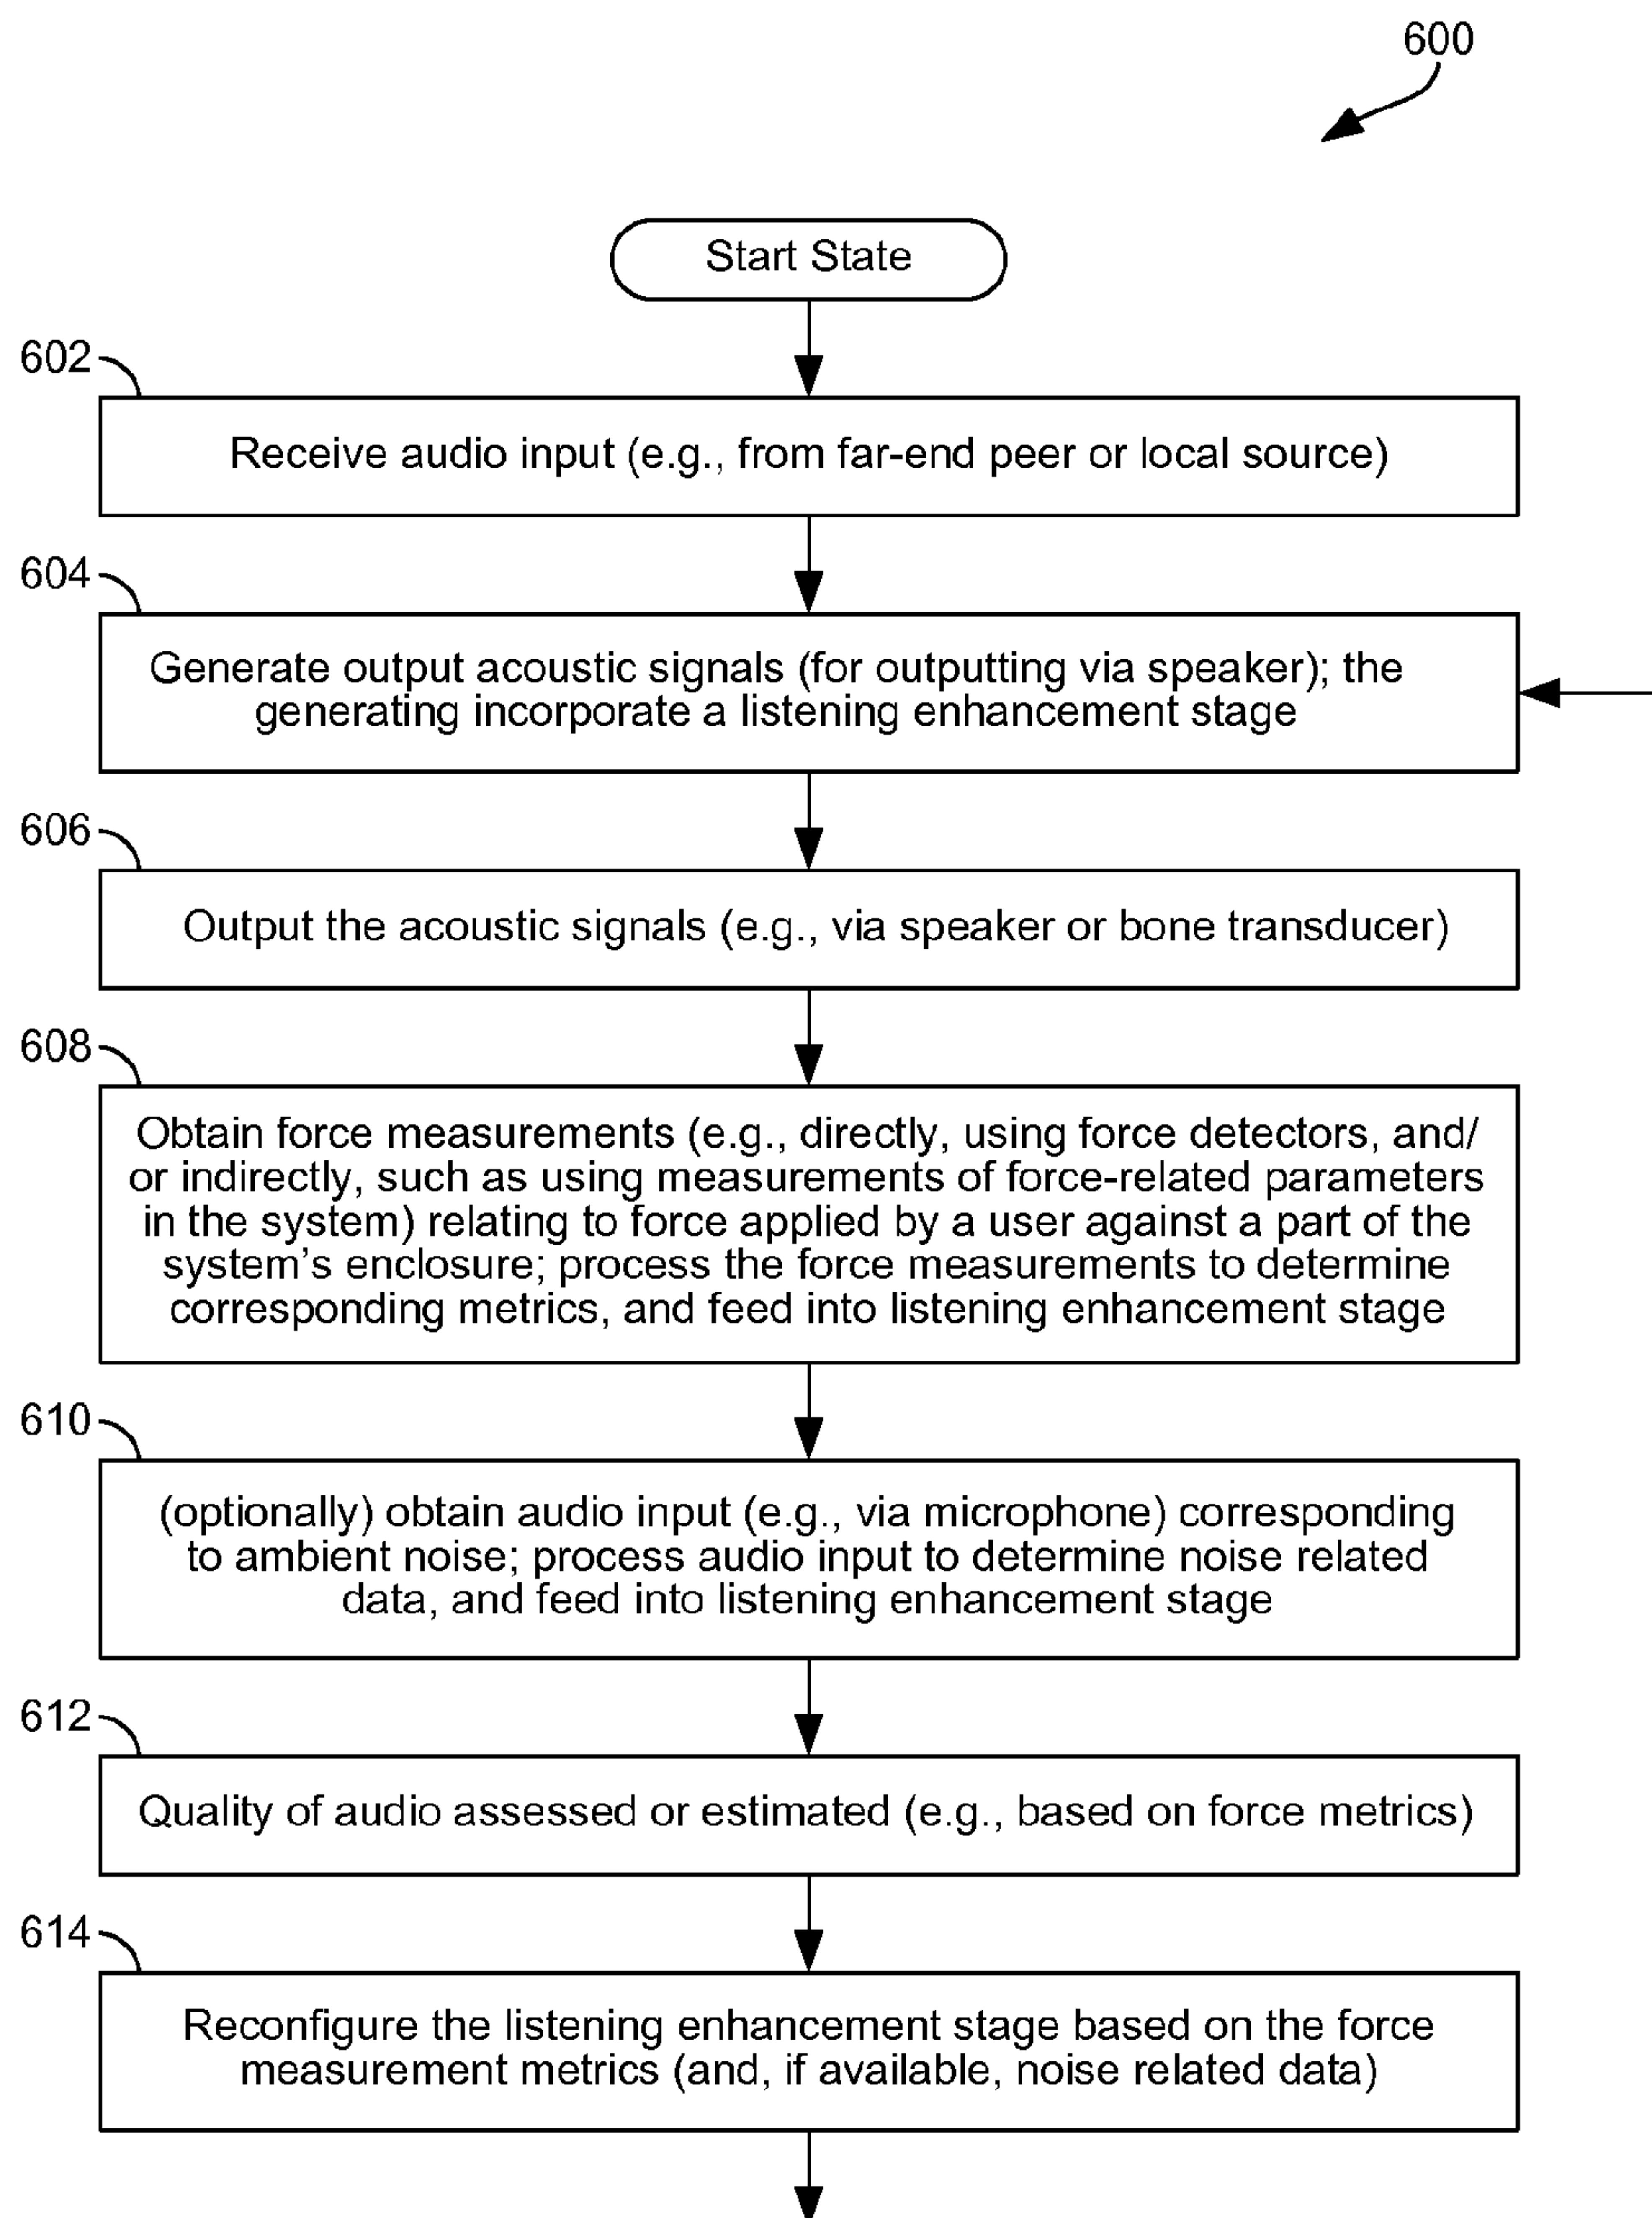 600
Start State
602
Receive audio input (e.g., from far-end peer or local source)
604
Generate output acoustic signals (for outputting via speaker); the
generating incorporate a listening enhancement stage
606
Output the acoustic signals (e.g., via speaker or bone transducer)
608
Obtain force measurements (e.g., directly, using force detectors, and/
or indirectly, such as using measurements of force-related parameters
in the system) relating to force applied by a user against a part of the
system's enclosure; process the force measurements to determine
corresponding metrics, and feed into listening enhancement stage
610
(optionally) obtain audio input (e.g., via microphone) corresponding
to ambient noise; process audio input to determine noise related
data, and feed into listening enhancement stage
612
Quality of audio assessed or estimated (e.g., based on force metrics)
614
Reconfigure the listening enhancement stage based on the force
measurement metrics (and, if available, noise related data)